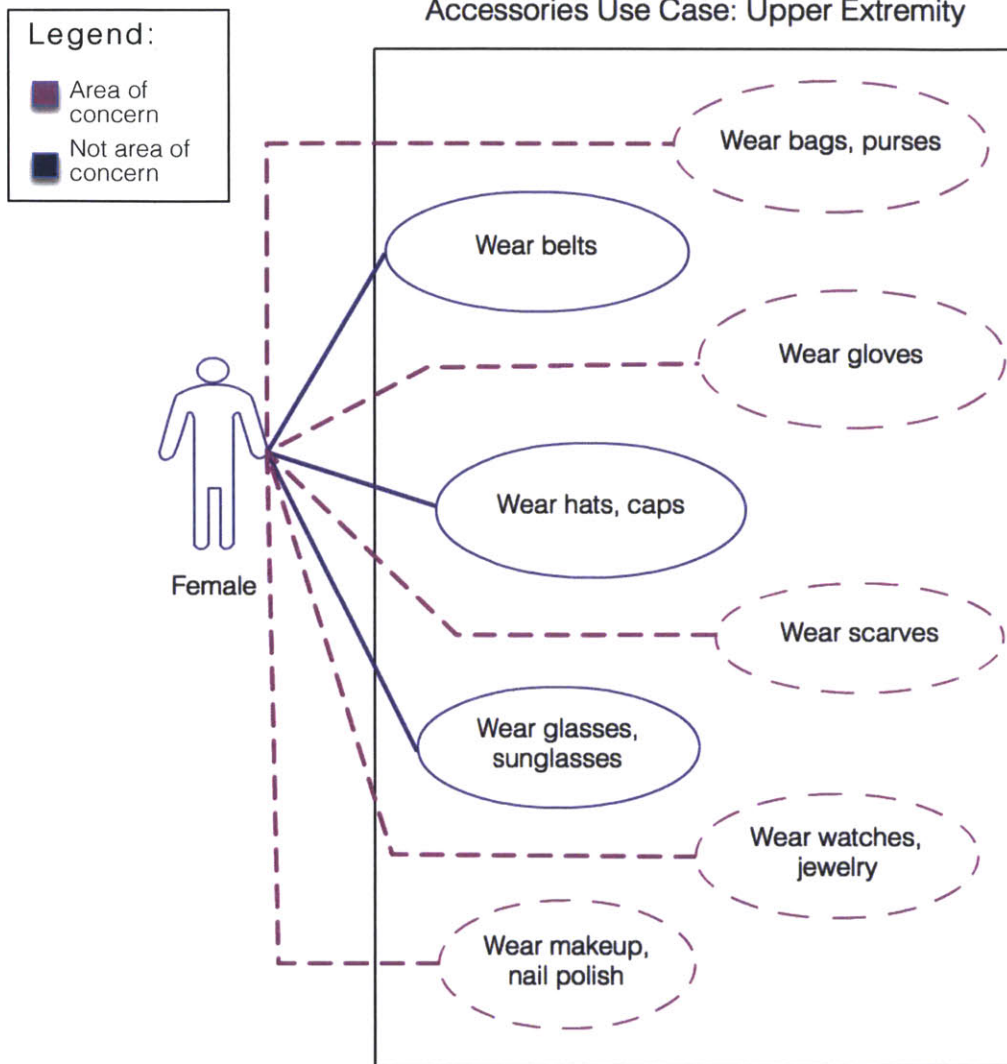 Accessories Use Case: Upper Extremity
Legend:
Area of
concern
Not area of
concern
Wear bags, purses
Wear belts
Wear gloves
Wear hats, caps
Female
Wear scarves
Wear glasses,
sunglasses
Wear watches,
jewelry
Wear makeup,
nail polish